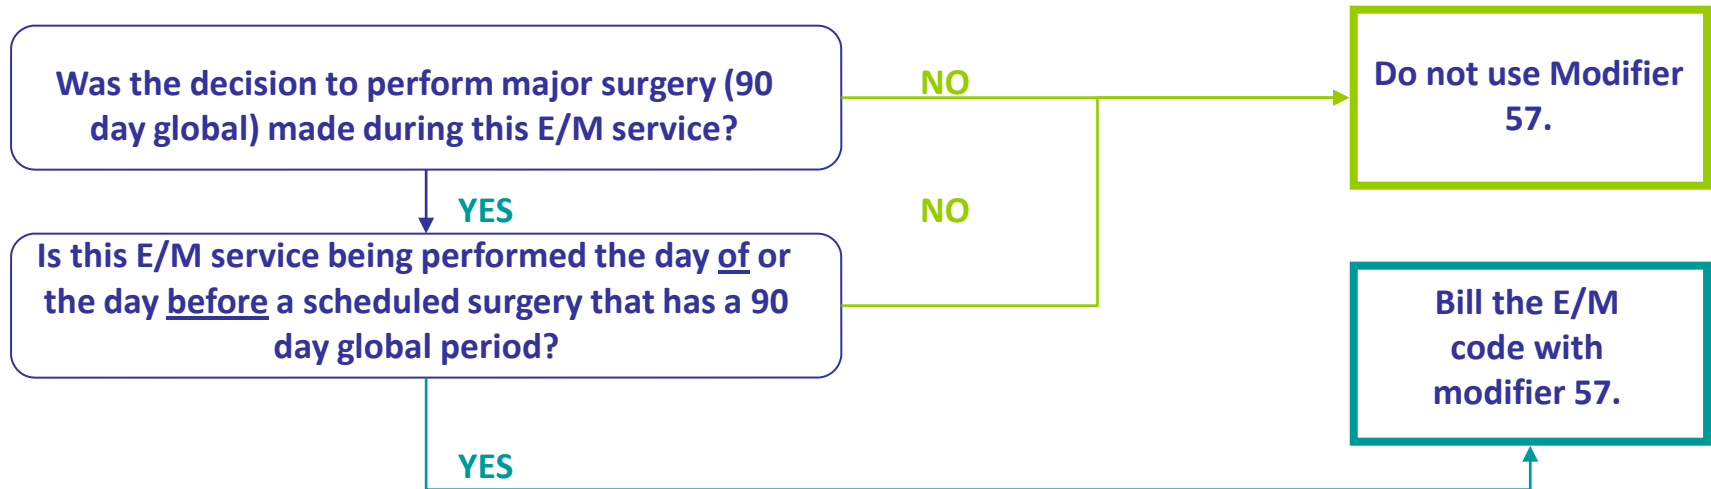 Was the decision to perform major surgery (90
day global) made during this E/M service?
NO
Do not use Modifier
57.
YES
NO
Is this E/M service being performed the day of or
the day before a scheduled surgery that has a 90
day global period?
Bill the E/M
code with
modifier 57.
YES